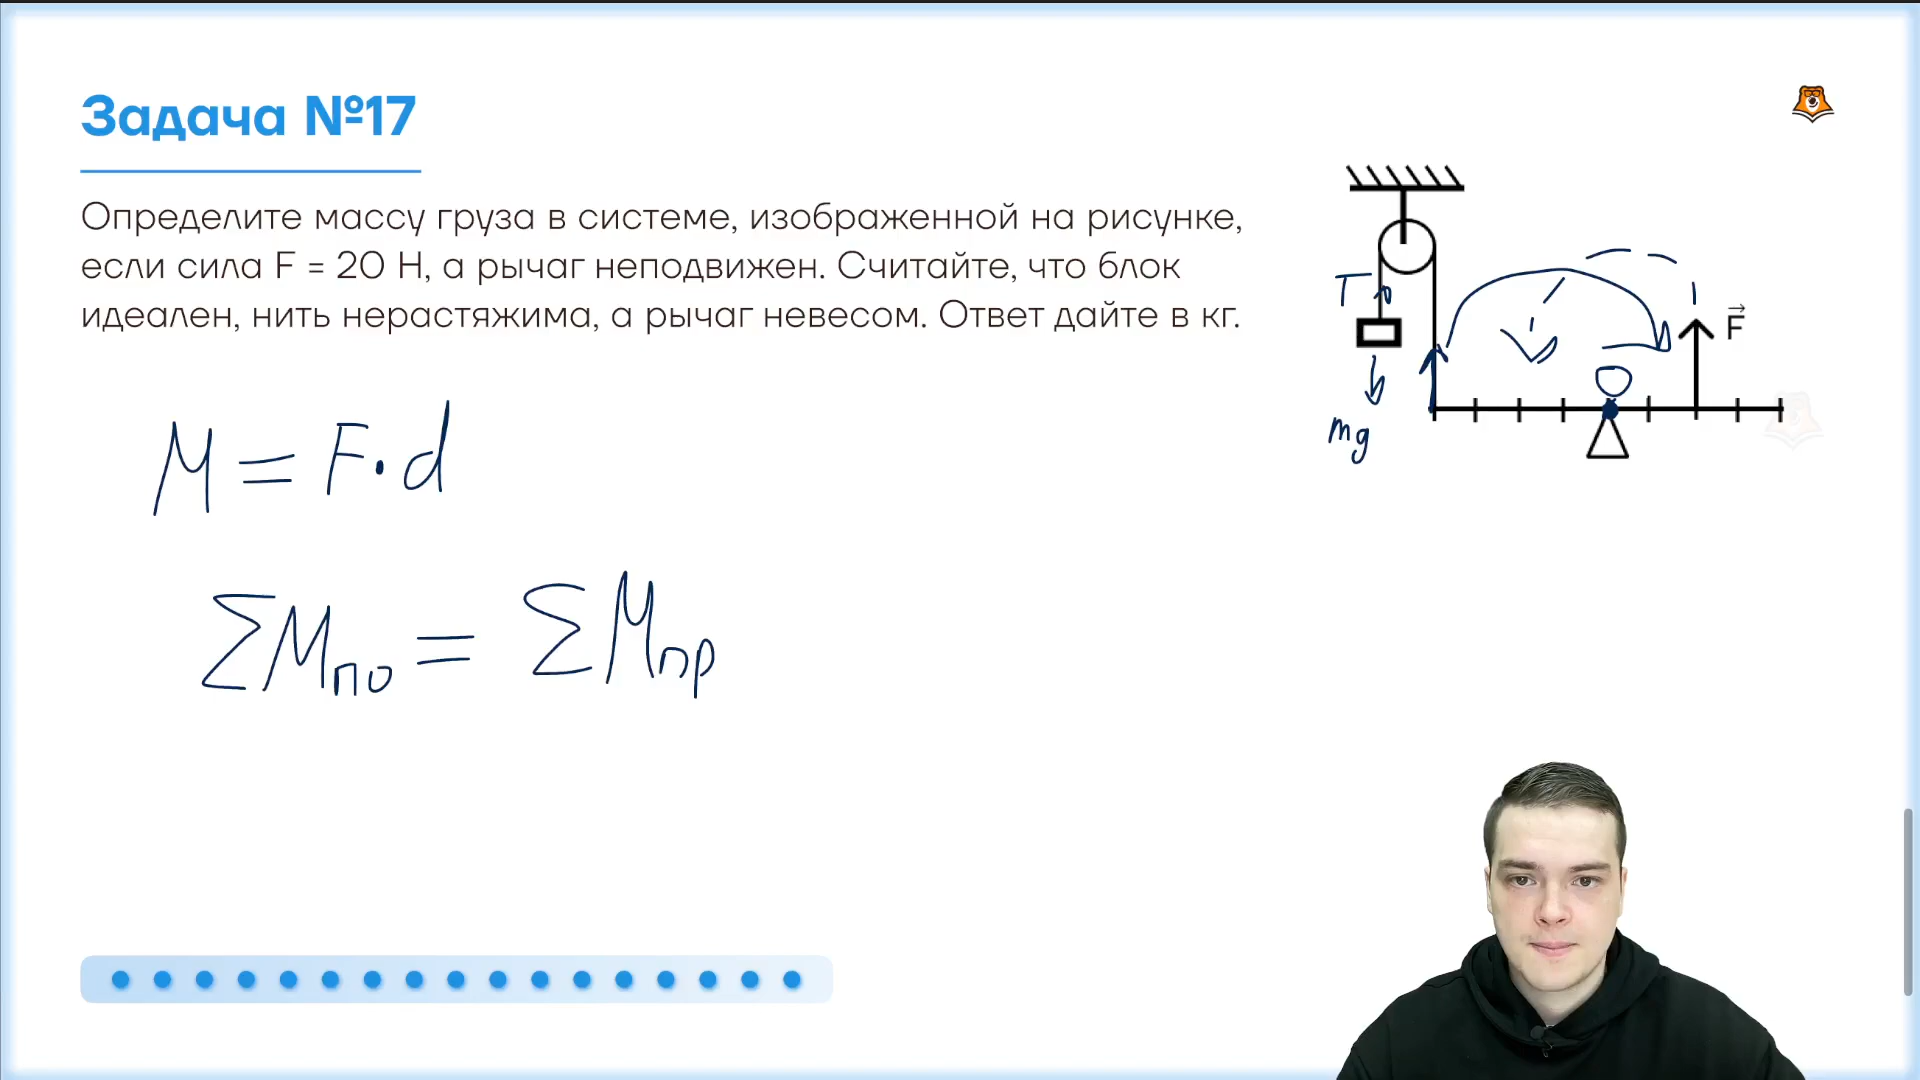 Задача №17
Определите массу груза в системе, изображенной на рисунке,
если сила F = 20 Н, а рычаг неподвижен. Считайте, что блок
идеален, нить нерастяжима, а рычаг невесом. Ответ дайте в кг.
T
F
O
mg
M = F · d
ΣMпо = ΣMпр